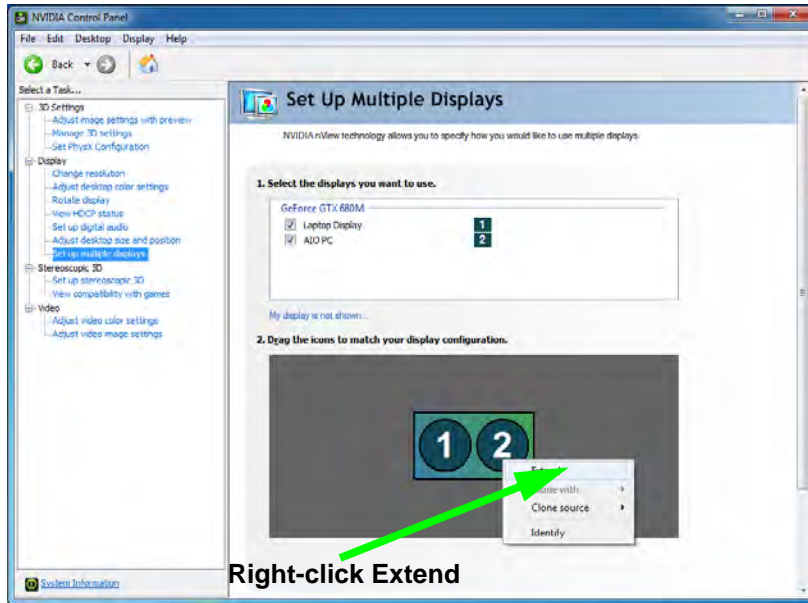 NVIDIA Control Panel
File Edit Desktop Display Help
Back
Select a Task...
3D Settings
Adjust image settings with preview
Manage 3D settings
Set PhysX Configuration
Display
Change resolution
Adjust desktop color settings
Rotate display
View HDCP status
Set up digital audio
Adjust desktop size and position
Set up multiple displays
Stereoscopic 3D
Set up stereoscopic 3D
View compatibility with games
Video
Adjust video color settings
Adjust video image settings
System Information
Set Up Multiple Displays
NVIDIA nView technology allows you to specify how you would like to use multiple displays.
1. Select the displays you want to use.
GeForce GTX 680M
Laptop Display 1
AIO PC 2
My display is not shown...
2. Drag the icons to match your display configuration.
1 2
with
Clone source
Identify
Right-click Extend